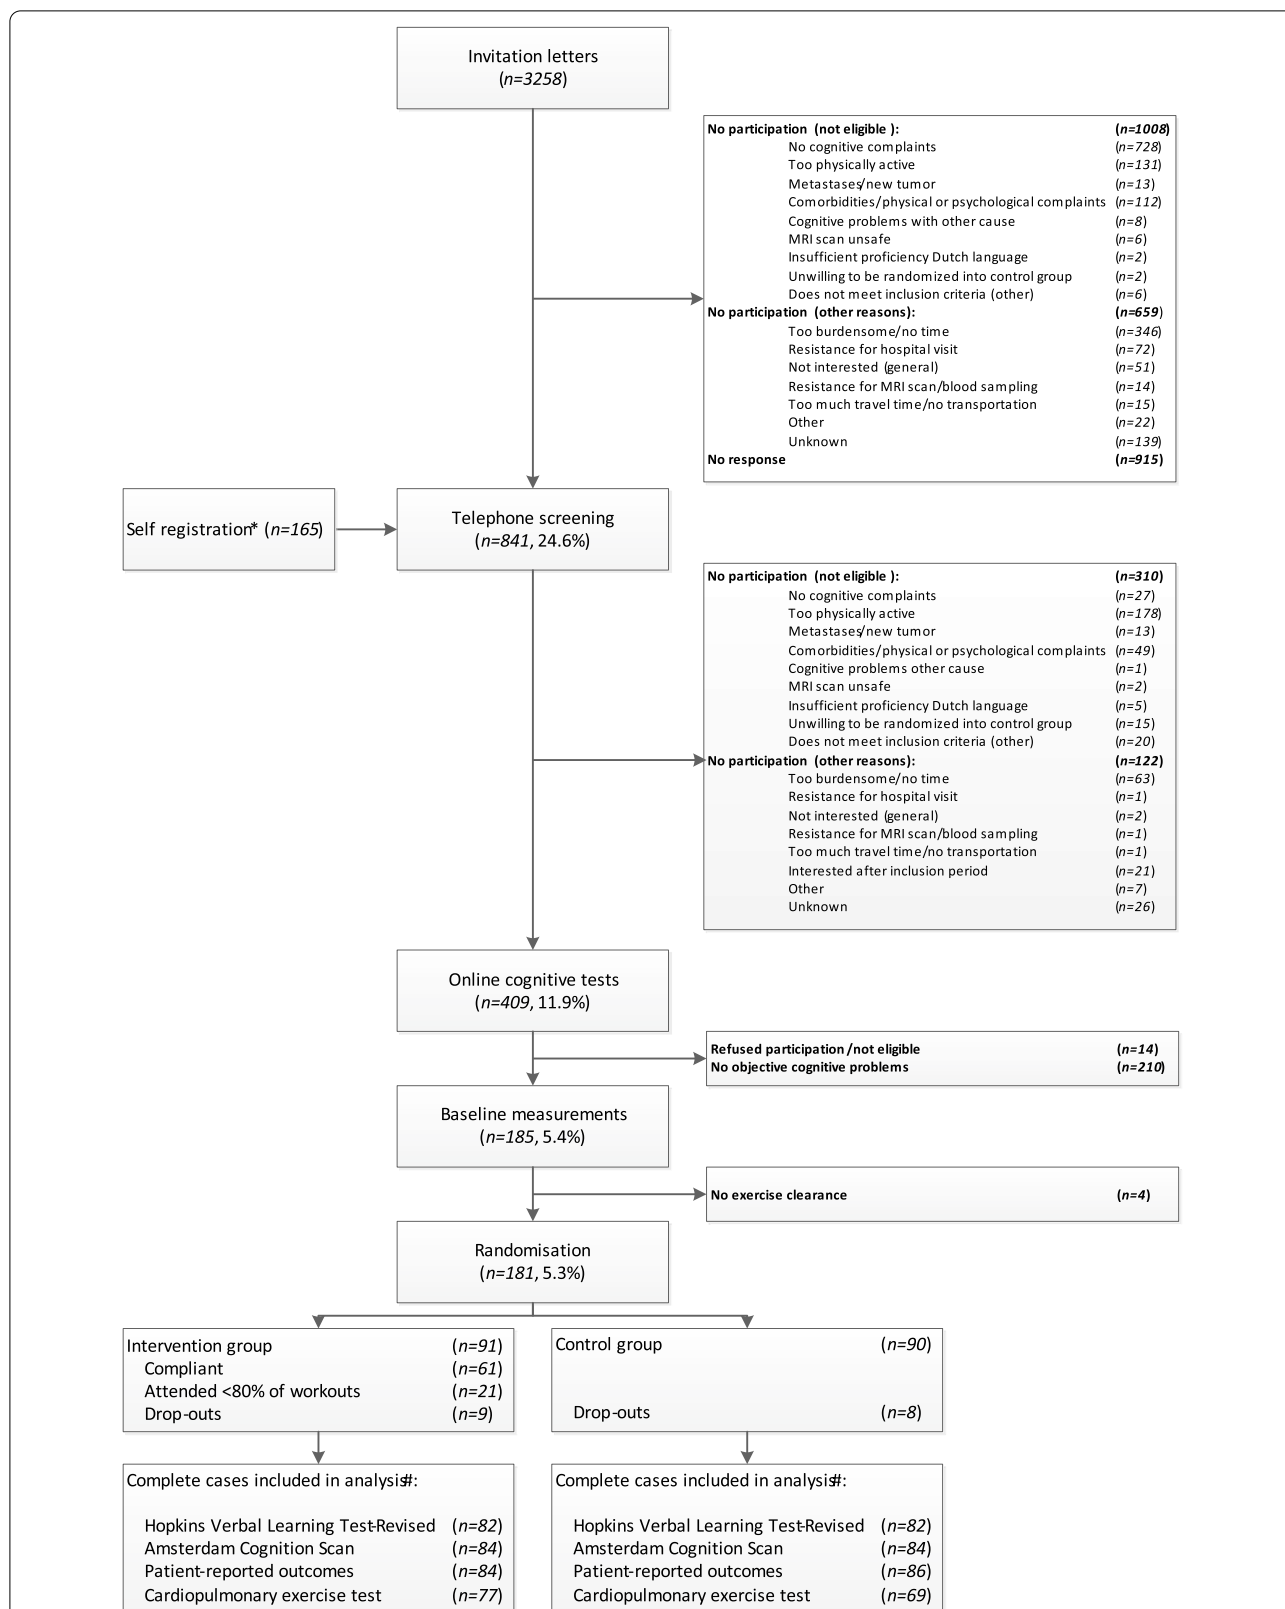 Invitation letters
(n=3258)
No participation (not eligible ): (n=1008)
No cognitive complaints (n=728)
Too physically active (n=131)
Metastases/new tumor (n=13)
Comorbidities/physical or psychological complaints (n=112)
Cognitive problems with other cause (n=8)
MRI scan unsafe (n=6)
Insufficient proficiency Dutch language (n=2)
Unwilling to be randomized into control group (n=2)
Does not meet inclusion criteria (other) (n=6)
No participation (other reasons): (n=659)
Too burdensome/no time (n=346)
Resistance for hospital visit (n=72)
Not interested (general) (n=51)
Resistance for MRI scan/blood sampling (n=14)
Too much travel time/no transportation (n=15)
Other (n=22)
Unknown (n=139)
No response (n=915)
Self registration* (n=165)
Telephone screening
(n=841, 24.6%)
No participation (not eligible ): (n=310)
No cognitive complaints (n=27)
Too physically active (n=178)
Metastases/new tumor (n=13)
Comorbidities/physical or psychological complaints (n=49)
Cognitive problems other cause (n=1)
MRI scan unsafe (n=2)
Insufficient proficiency Dutch language (n=5)
Unwilling to be randomized into control group (n=15)
Does not meet inclusion criteria (other) (n=20)
No participation (other reasons): (n=122)
Too burdensome/no time (n=63)
Resistance for hospital visit (n=1)
Not interested (general) (n=2)
Resistance for MRI scan/blood sampling (n=1)
Too much travel time/no transportation (n=1)
Interested after inclusion period (n=21)
Other (n=7)
Unknown (n=26)
Online cognitive tests
(n=409, 11.9%)
Refused participation/not eligible (n=14)
No objective cognitive problems (n=210)
Baseline measurements
(n=185, 5.4%)
No exercise clearance (n=4)
Randomisation
(n=181, 5.3%)
Intervention group (n=91)
Compliant (n=61)
Attended <80% of workouts (n=21)
Drop-outs (n=9)
Control group (n=90)
Drop-outs (n=8)
Complete cases included in analysis#:
Hopkins Verbal Learning Test-Revised (n=82)
Amsterdam Cognition Scan (n=84)
Patient-reported outcomes (n=84)
Cardiopulmonary exercise test (n=77)
Complete cases included in analysis#:
Hopkins Verbal Learning Test-Revised (n=82)
Amsterdam Cognition Scan (n=84)
Patient-reported outcomes (n=86)
Cardiopulmonary exercise test (n=69)